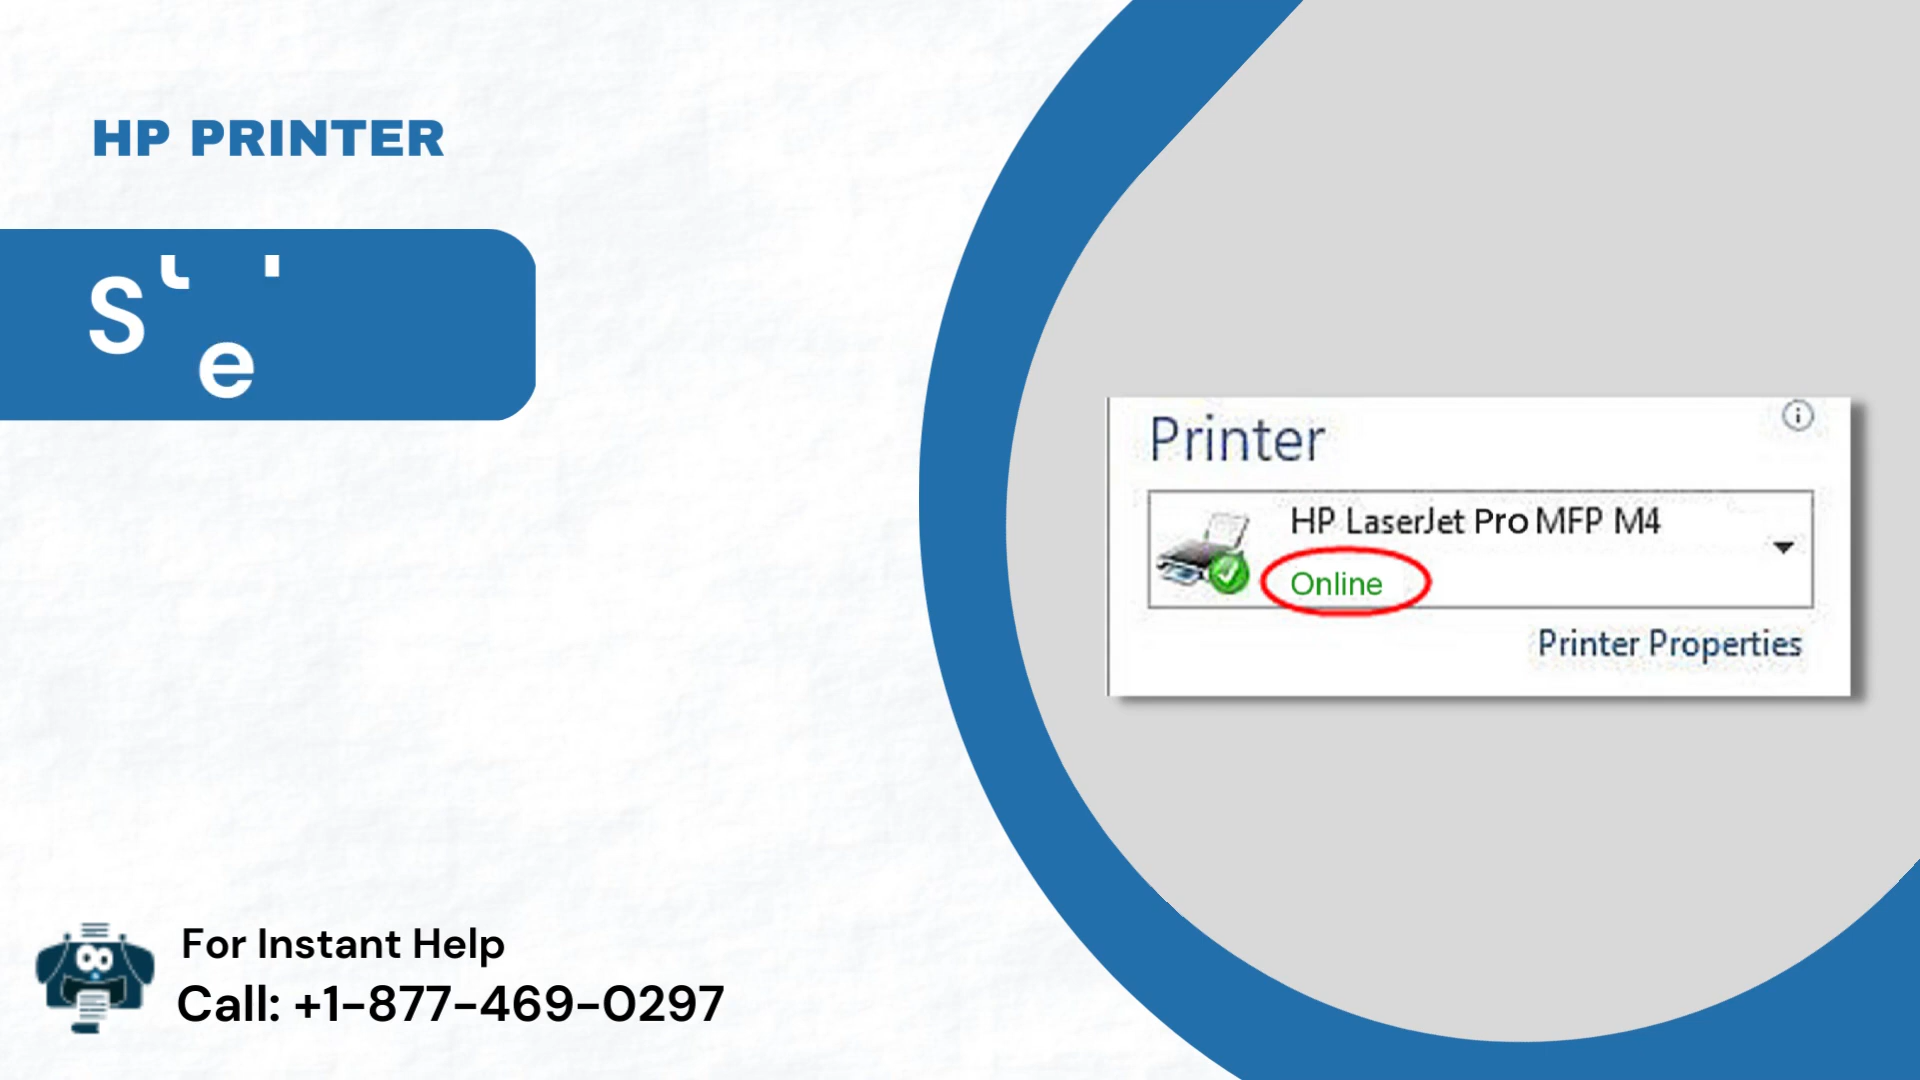 HP PRINTER
Printer
HP LaserJet Pro MFP M4
Online
Printer Properties
For Instant Help
Call: +1-877-469-0297